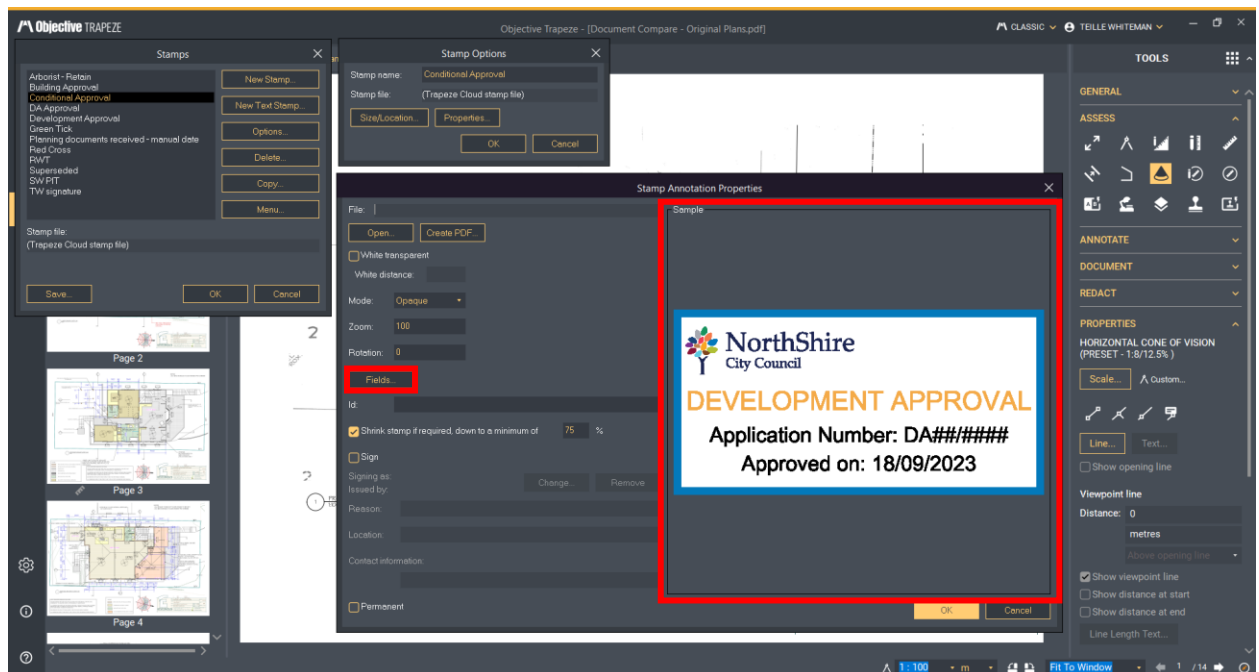 Objective TRAPEZE
Objective Trapeze - [Document Compare - Original Plans.pdf]
CLASSIC
TEILLE WHITEMAN
Stamps
Arborist - Retain
Building Approval
Conditional Approval
DA Approval
Development Approval
Green Tick
Planning documents received - manual date
Red Cross
RWT
Superseded
SW PIT
TW signature
New Stamp...
New Text Stamp...
Options...
Delete...
Copy...
Menu...
Stamp file:
(Trapeze Cloud stamp file)
Save...
OK
Cancel
Stamp Options
Stamp name: Conditional Approval
Stamp file: (Trapeze Cloud stamp file)
Size/Location...
Properties...
OK
Cancel
Stamp Annotation Properties
File:
Open...
Create PDF...
White transparent
White distance:
Mode: Opaque
Zoom: 100
Rotation: 0
Fields...
Id:
Shrink stamp if required, down to a minimum of 75 %
Sign
Signing as:
Issued by:
Change...
Remove
Reason:
Location:
Contact information:
Permanent
Sample
NorthShire
City Council
DEVELOPMENT APPROVAL
Application Number: DA##/####
Approved on: 18/09/2023
OK
Cancel
Page 2
Page 3
Page 4
2
2
1
TOOLS
GENERAL
ASSESS
ANNOTATE
DOCUMENT
REDACT
PROPERTIES
HORIZONTAL CONE OF VISION
(PRESET - 1:8/12.5% )
Scale...
Custom...
Line...
Text...
Show opening line
Viewpoint line
Distance: 0
metres
Above opening line
Show viewpoint line
Show distance at start
Show distance at end
Line Length Text...
1 : 100
m
Fit To Window
1 / 14